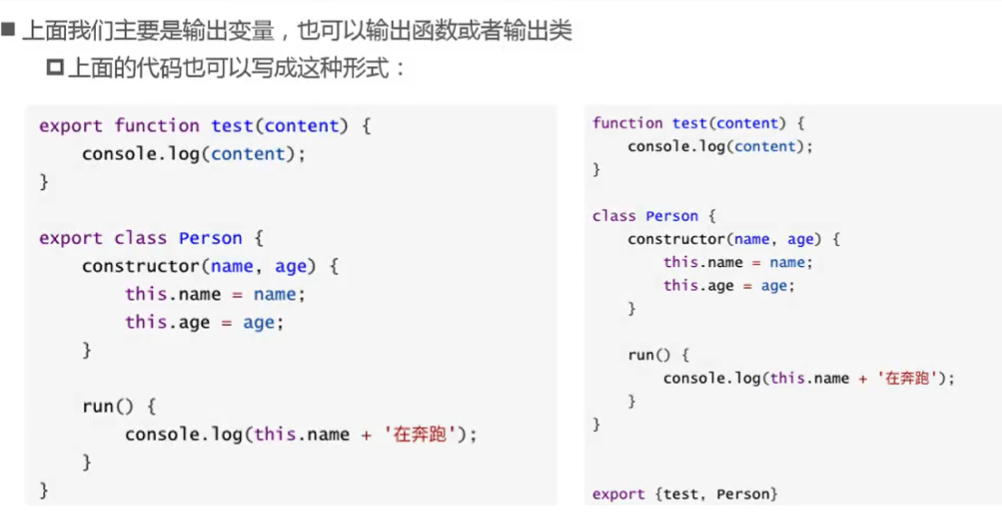 上面我们主要是输出变量，也可以输出函数或者输出类
上面的代码也可以写成这种形式：
export function test(content) {
    console.log(content);
}
export class Person {
    constructor(name, age) {
        this.name = name;
        this.age = age;
    }
    run() {
        console.log(this.name + '在奔跑');
    }
}
function test(content) {
    console.log(content);
}
class Person {
    constructor(name, age) {
        this.name = name;
        this.age = age;
    }
    run() {
        console.log(this.name + '在奔跑');
    }
}
export {test, Person}